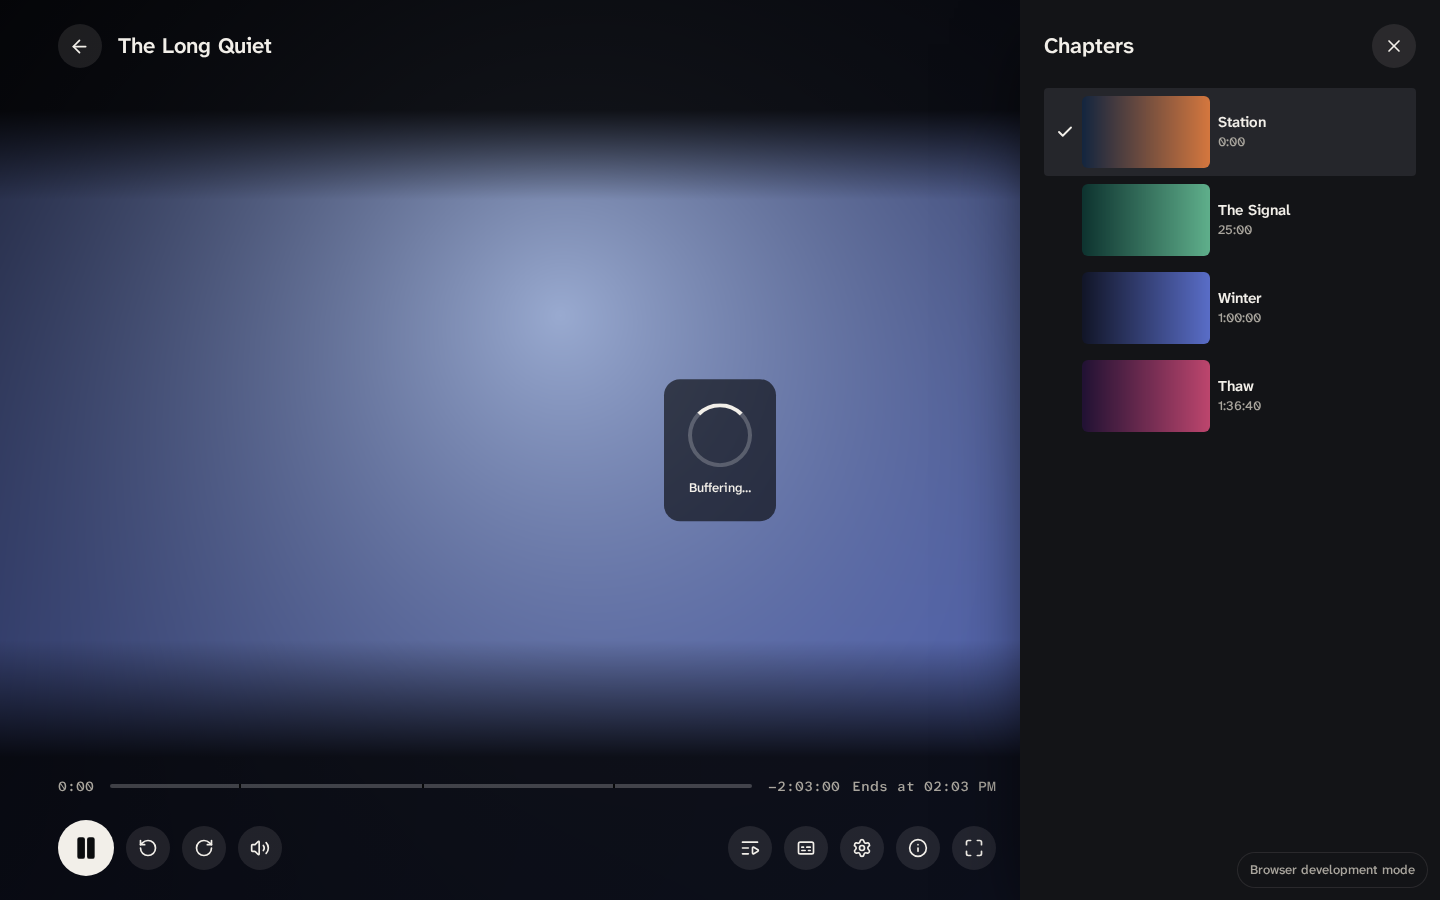 The Long Quiet
Chapters
Station
0:00
The Signal
25:00
Winter
1:00:00
Thaw
1:36:40
Buffering...
0:00
-2:03:00 Ends at 02:03 PM
Browser development mode